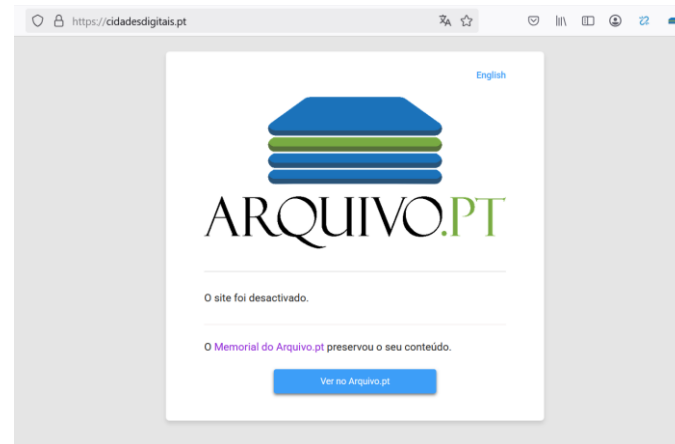 https://cidadesdigitais.pt
English
ARQUIVO.PT
O site foi desactivado.
O Memorial do Arquivo.pt preservou o seu conteúdo.
Ver no Arquivo.pt